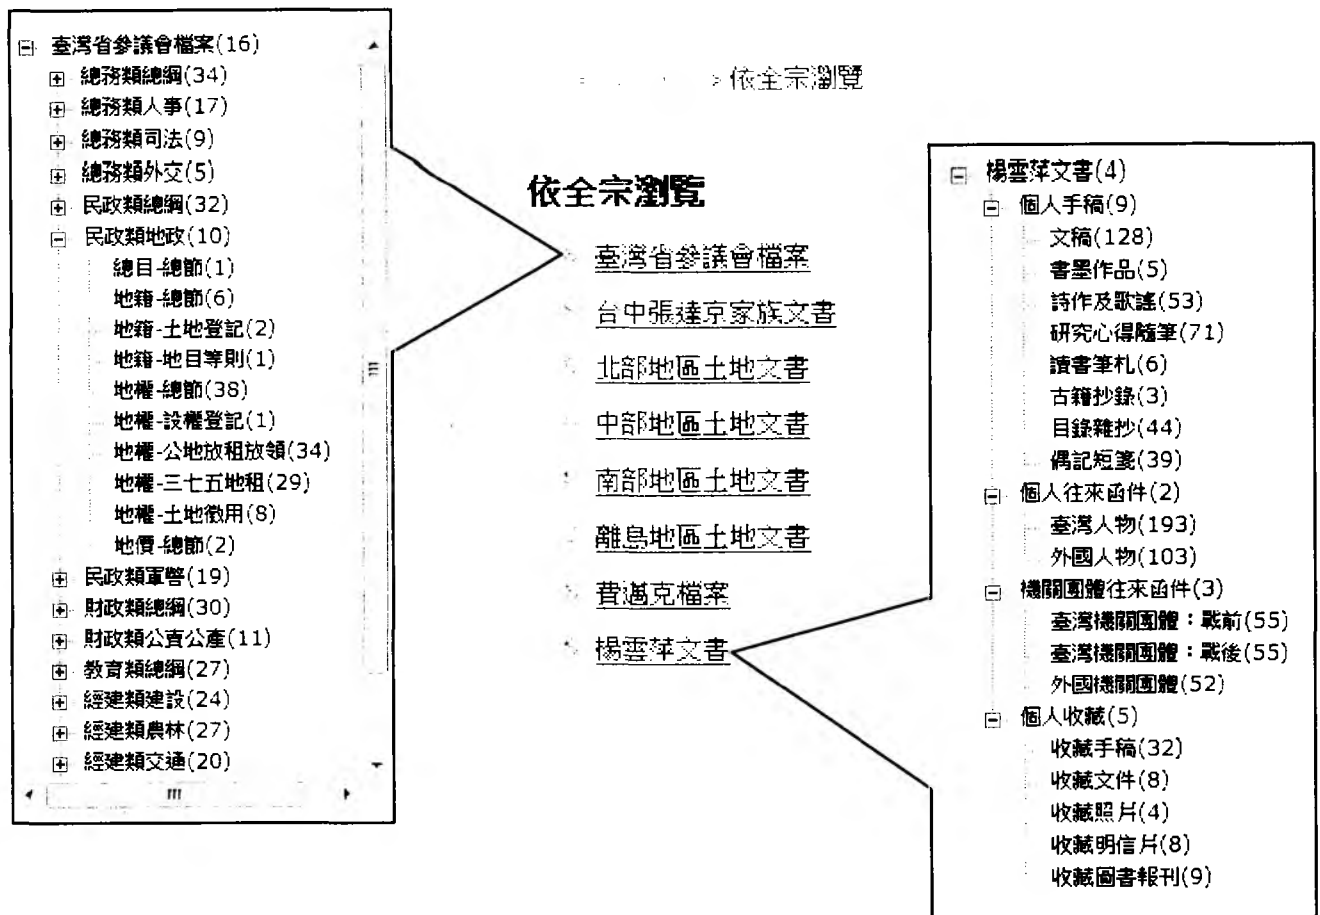 臺灣省參議會檔案(16)
總務類總綱(34)
總務類人事(17)
總務類司法(9)
總務類外交(5)
民政類總綱(32)
民政類地政(10)
總目-總節(1)
地籍-總節(6)
地籍-土地登記(2)
地籍-地目等則(1)
地權-總節(38)
地權-設權登記(1)
地權-公地放租放領(34)
地權-三七五地租(29)
地權-土地徵用(8)
地價-總節(2)
民政類軍警(19)
財政類總綱(30)
財政類公賣公產(11)
教育類總綱(27)
經建類建設(24)
經建類農林(27)
經建類交通(20)
> 依全宗瀏覽
依全宗瀏覽
臺灣省參議會檔案
台中張達京家族文書
北部地區土地文書
中部地區土地文書
南部地區土地文書
離島地區土地文書
費邁克檔案
楊雲萍文書
楊雲萍文書(4)
個人手稿(9)
文稿(128)
書墨作品(5)
詩作及歌謠(53)
研究心得隨筆(71)
讀書筆札(6)
古籍抄錄(3)
目錄雜抄(44)
偶記短箋(39)
個人往來函件(2)
臺灣人物(193)
外國人物(103)
機關團體往來函件(3)
臺灣機關團體：戰前(55)
臺灣機關團體：戰後(55)
外國機關團體(52)
個人收藏(5)
收藏手稿(32)
收藏文件(8)
收藏照片(4)
收藏明信片(8)
收藏圖書報刊(9)